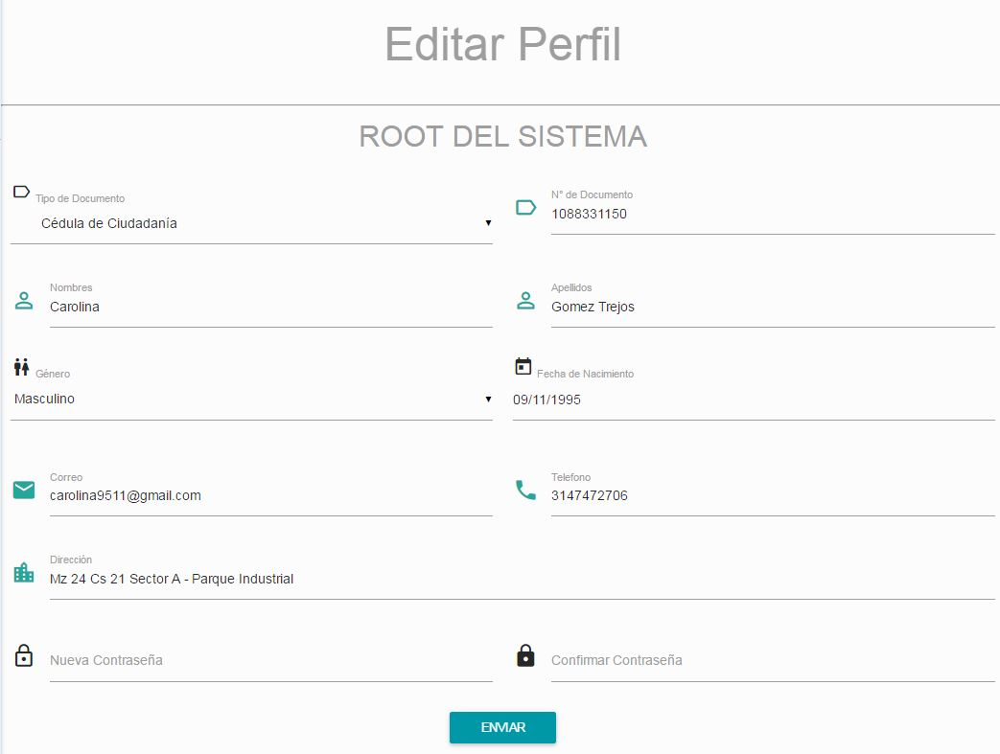 Editar Perfil
ROOT DEL SISTEMA
Tipo de Documento
Cédula de Ciudadanía
N° de Documento
1088331150
Nombres
Carolina
Apellidos
Gomez Trejos
Género
Masculino
Fecha de Nacimiento
09/11/1995
Correo
carolina9511@gmail.com
Telefono
3147472706
Dirección
Mz 24 Cs 21 Sector A - Parque Industrial
Nueva Contraseña
Confirmar Contraseña
ENVIAR